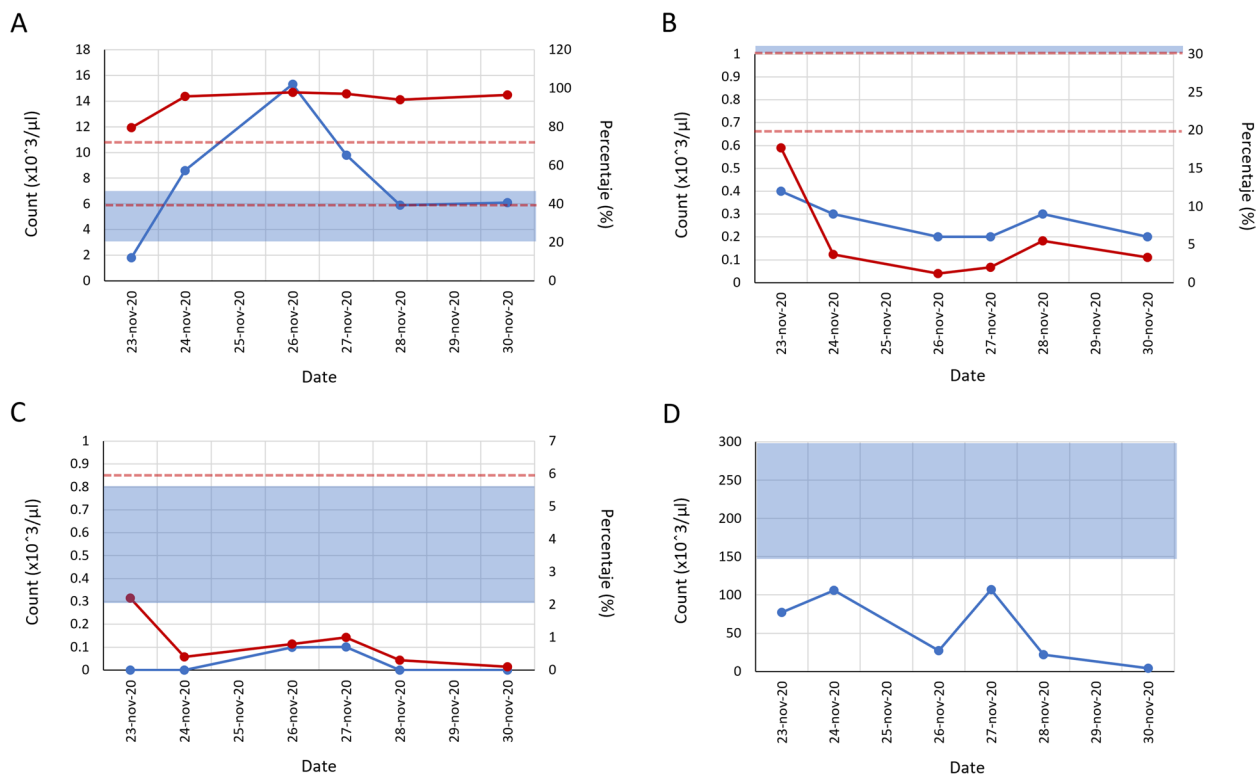 A
18
16
14
12
10
8
6
4
2
0
Count (x10^3/µl)
120
100
80
60
40
20
0
Percentaje (%)
23-nov-20
24-nov-20
25-nov-20
26-nov-20
27-nov-20
28-nov-20
29-nov-20
30-nov-20
Date
B
1
0.9
0.8
0.7
0.6
0.5
0.4
0.3
0.2
0.1
0
Count (x10^3/µl)
30
25
20
15
10
5
0
Percentaje (%)
23-nov-20
24-nov-20
25-nov-20
26-nov-20
27-nov-20
28-nov-20
29-nov-20
30-nov-20
Date
C
1
0.9
0.8
0.7
0.6
0.5
0.4
0.3
0.2
0.1
0
Count (x10^3/µl)
7
6
5
4
3
2
1
0
Percentaje (%)
23-nov-20
24-nov-20
25-nov-20
26-nov-20
27-nov-20
28-nov-20
29-nov-20
30-nov-20
Date
D
300
250
200
150
100
50
0
Count (x10^3/µl)
23-nov-20
24-nov-20
25-nov-20
26-nov-20
27-nov-20
28-nov-20
29-nov-20
30-nov-20
Date